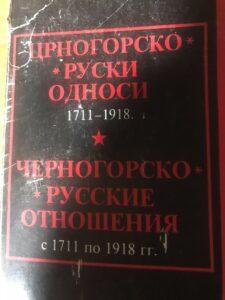 ЦРНОГОРСКО
РУСКИ
ОДНОСИ
1711–1918.
ЧЕРНОГОРСКО
РУССКИЕ
ОТНОШЕНИЯ
с 1711 по 1918 гг.